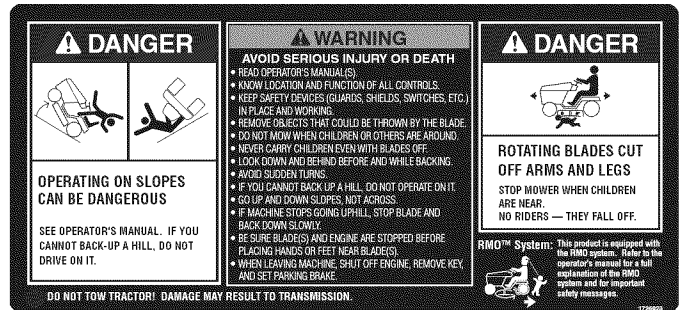 DANGER
OPERATING ON SLOPES
CAN BE DANGEROUS
SEE OPERATOR'S MANUAL. IF YOU
CANNOT BACK-UP A HILL, DO NOT
DRIVE ON IT.
WARNING
AVOID SERIOUS INJURY OR DEATH
• READ OPERATOR'S MANUAL(S).
• KNOW LOCATION AND FUNCTION OF ALL CONTROLS.
• KEEP SAFETY DEVICES (GUARDS, SHIELDS, SWITCHES, ETC.)
IN PLACE AND WORKING.
• REMOVE OBJECTS THAT COULD BE THROWN BY THE BLADE.
• DO NOT MOW WHEN CHILDREN OR OTHERS ARE AROUND.
• NEVER CARRY CHILDREN EVEN WITH BLADES OFF.
• LOOK DOWN AND BEHIND BEFORE AND WHILE BACKING.
• AVOID SUDDEN TURNS.
• IF YOU CANNOT BACK UP A HILL, DO NOT OPERATE ON IT.
• GO UP AND DOWN SLOPES, NOT ACROSS.
• IF MACHINE STOPS GOING UPHILL, STOP BLADE AND
BACK DOWN SLOWLY.
• BE SURE BLADE(S) AND ENGINE ARE STOPPED BEFORE
PLACING HANDS OR FEET NEAR BLADE(S).
• WHEN LEAVING MACHINE, SHUT OFF ENGINE, REMOVE KEY,
AND SET PARKING BRAKE.
DANGER
ROTATING BLADES CUT
OFF ARMS AND LEGS
STOP MOWER WHEN CHILDREN
ARE NEAR.
NO RIDERS — THEY FALL OFF.
RMO™ System: This product is equipped with
the RMO system. Refer to the
operator's manual for a full
explanation of the RMO
system and for important
safety messages.
DO NOT TOW TRACTOR! DAMAGE MAY RESULT TO TRANSMISSION.